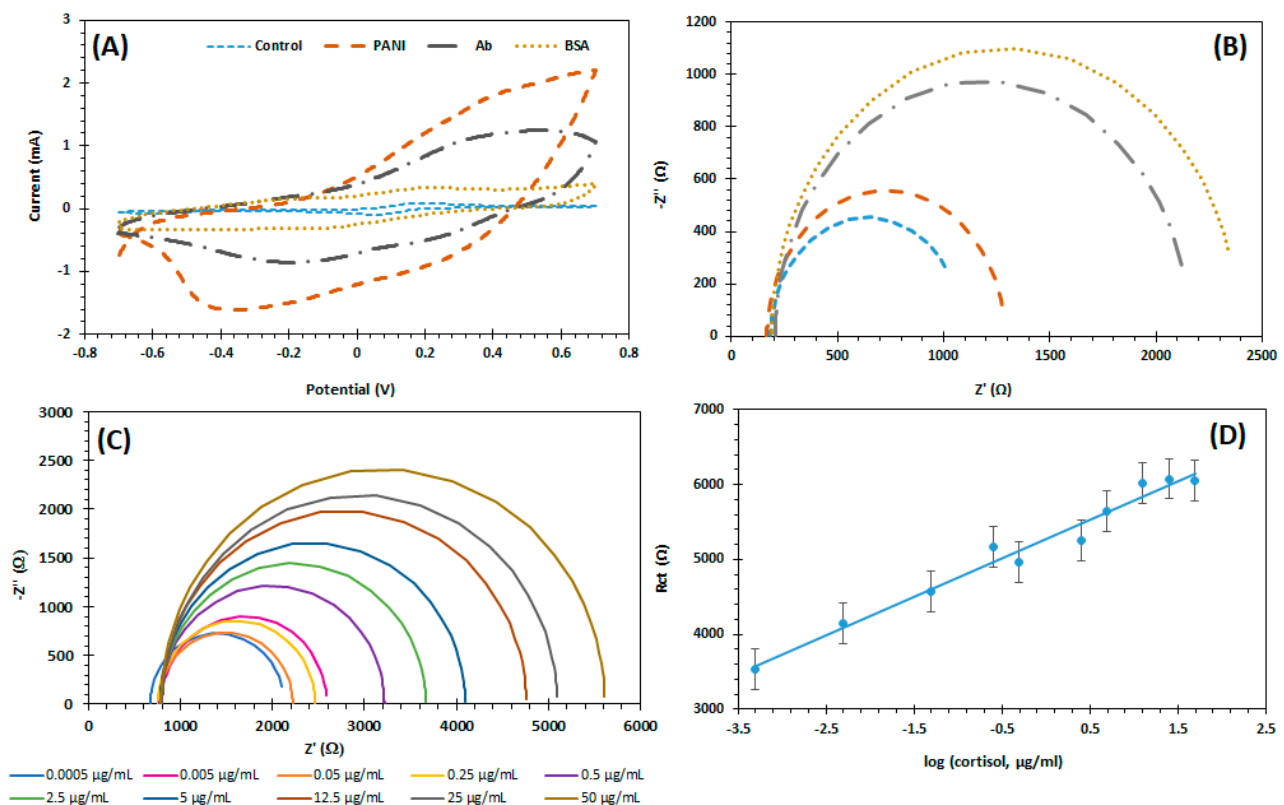 (A)
Control PANI Ab BSA
3
2
1
0
-1
-2
Current (mA)
-0.8 -0.6 -0.4 -0.2 0 0.2 0.4 0.6 0.8
Potential (V)
(B)
1200
1000
800
600
400
200
0
-Z'' (Ω)
0 500 1000 1500 2000 2500
Z' (Ω)
(C)
3000
2500
2000
1500
1000
500
0
-Z'' (Ω)
0 1000 2000 3000 4000 5000 6000
Z' (Ω)
0.0005 µg/mL 0.005 µg/mL 0.05 µg/mL 0.25 µg/mL 0.5 µg/mL
2.5 µg/mL 5 µg/mL 12.5 µg/mL 25 µg/mL 50 µg/mL
(D)
7000
6000
5000
4000
3000
Rct (Ω)
-3.5 -2.5 -1.5 -0.5 0.5 1.5 2.5
log (cortisol, µg/ml)